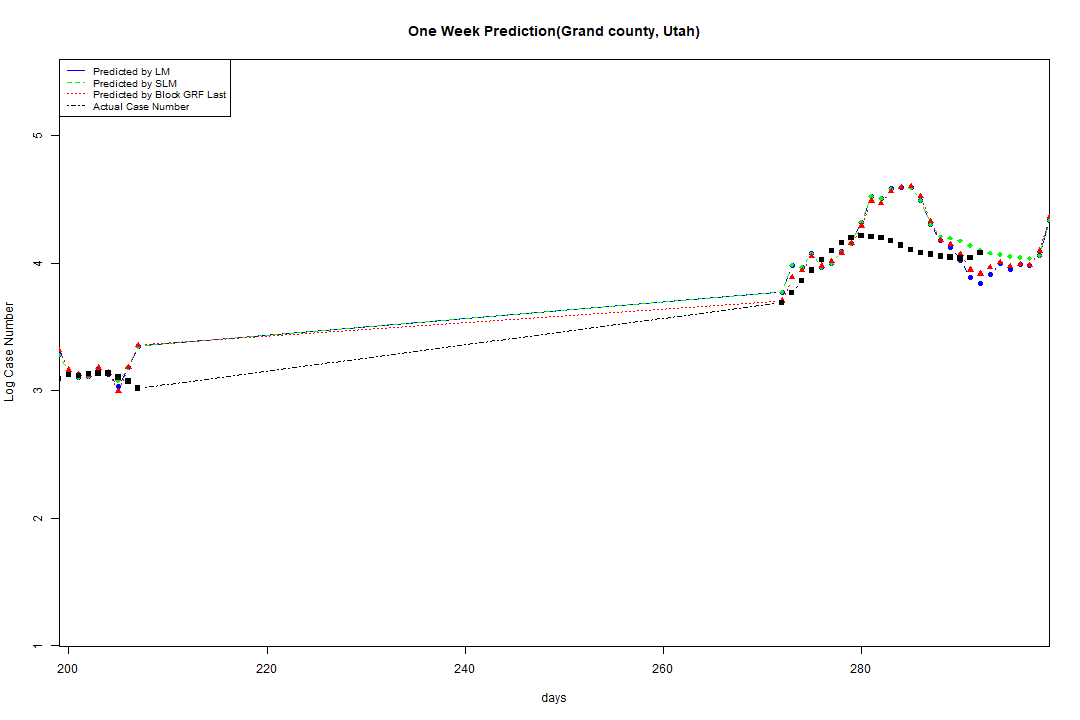 One Week Prediction(Grand county, Utah)
Predicted by LM
Predicted by SLM
Predicted by Block GRF Last
Actual Case Number
Log Case Number
5
4
3
2
1
200 220 240 260 280
days